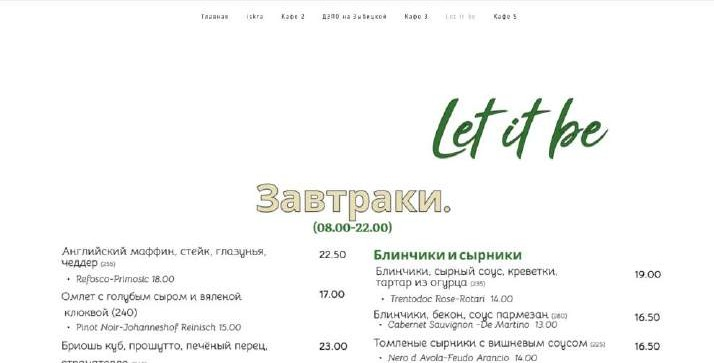 Главная Iskra Кафе 2 ДЭПО на Зыбицкой Кафе 3 Let it be Кафе 5
Let it be
Завтраки.
(08.00-22.00)
Английский маффин, стейк, глазунья,
чеддер (255) 22.50
• Refosco-Primosic 18.00
Омлет с голубым сыром и вяленой 17.00
клюквой (240)
• Pinot Noir-Johanneshof Reinisch 15.00
Бриошь куб, прошутто, печёный перец, 23.00
Блинчики и сырники
Блинчики, сырный соус, креветки, 19.00
тартар из огурца (235)
• Trentodoc Rose-Rotari 14.00
Блинчики, бекон, соус пармезан (280) 16.50
• Cabernet Sauvignon -De Martino 13.00
Томленые сырники с вишневым соусом (225) 16.50
• Nero d Avola-Feudo Arancio 14.00